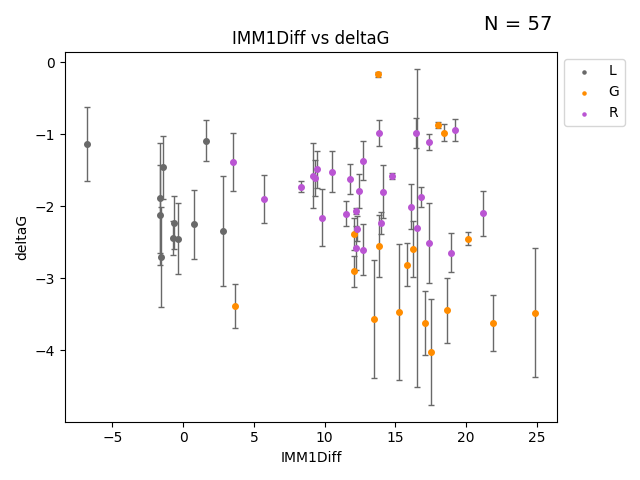 N = 57
IMM1Diff vs deltaG
L
G
R
0
−1
−2
−3
−4
deltaG
−5
0
5
10
15
20
25
IMM1Diff